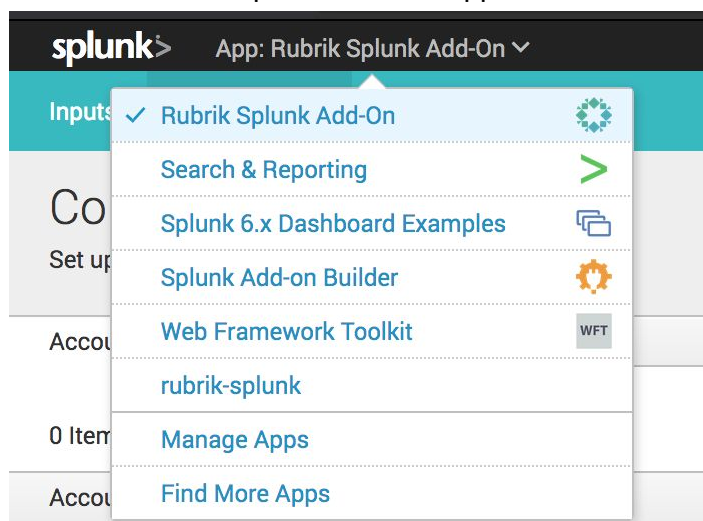 splunk> App: Rubrik Splunk Add-On
Inputs
Rubrik Splunk Add-On
Search & Reporting
Splunk 6.x Dashboard Examples
Splunk Add-on Builder
Web Framework Toolkit WFT
rubrik-splunk
Manage Apps
Find More Apps
Co
Set up
Accou
0 Item
Accou